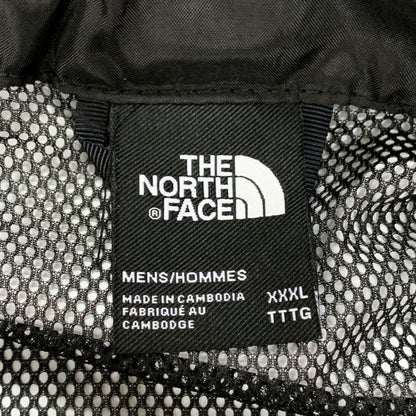 THE
NORTH
® FACE
MENS/HOMMES
MADE IN CAMBODIA
FABRIQUÉ AU
CAMBODGE
XXXL
TTTG